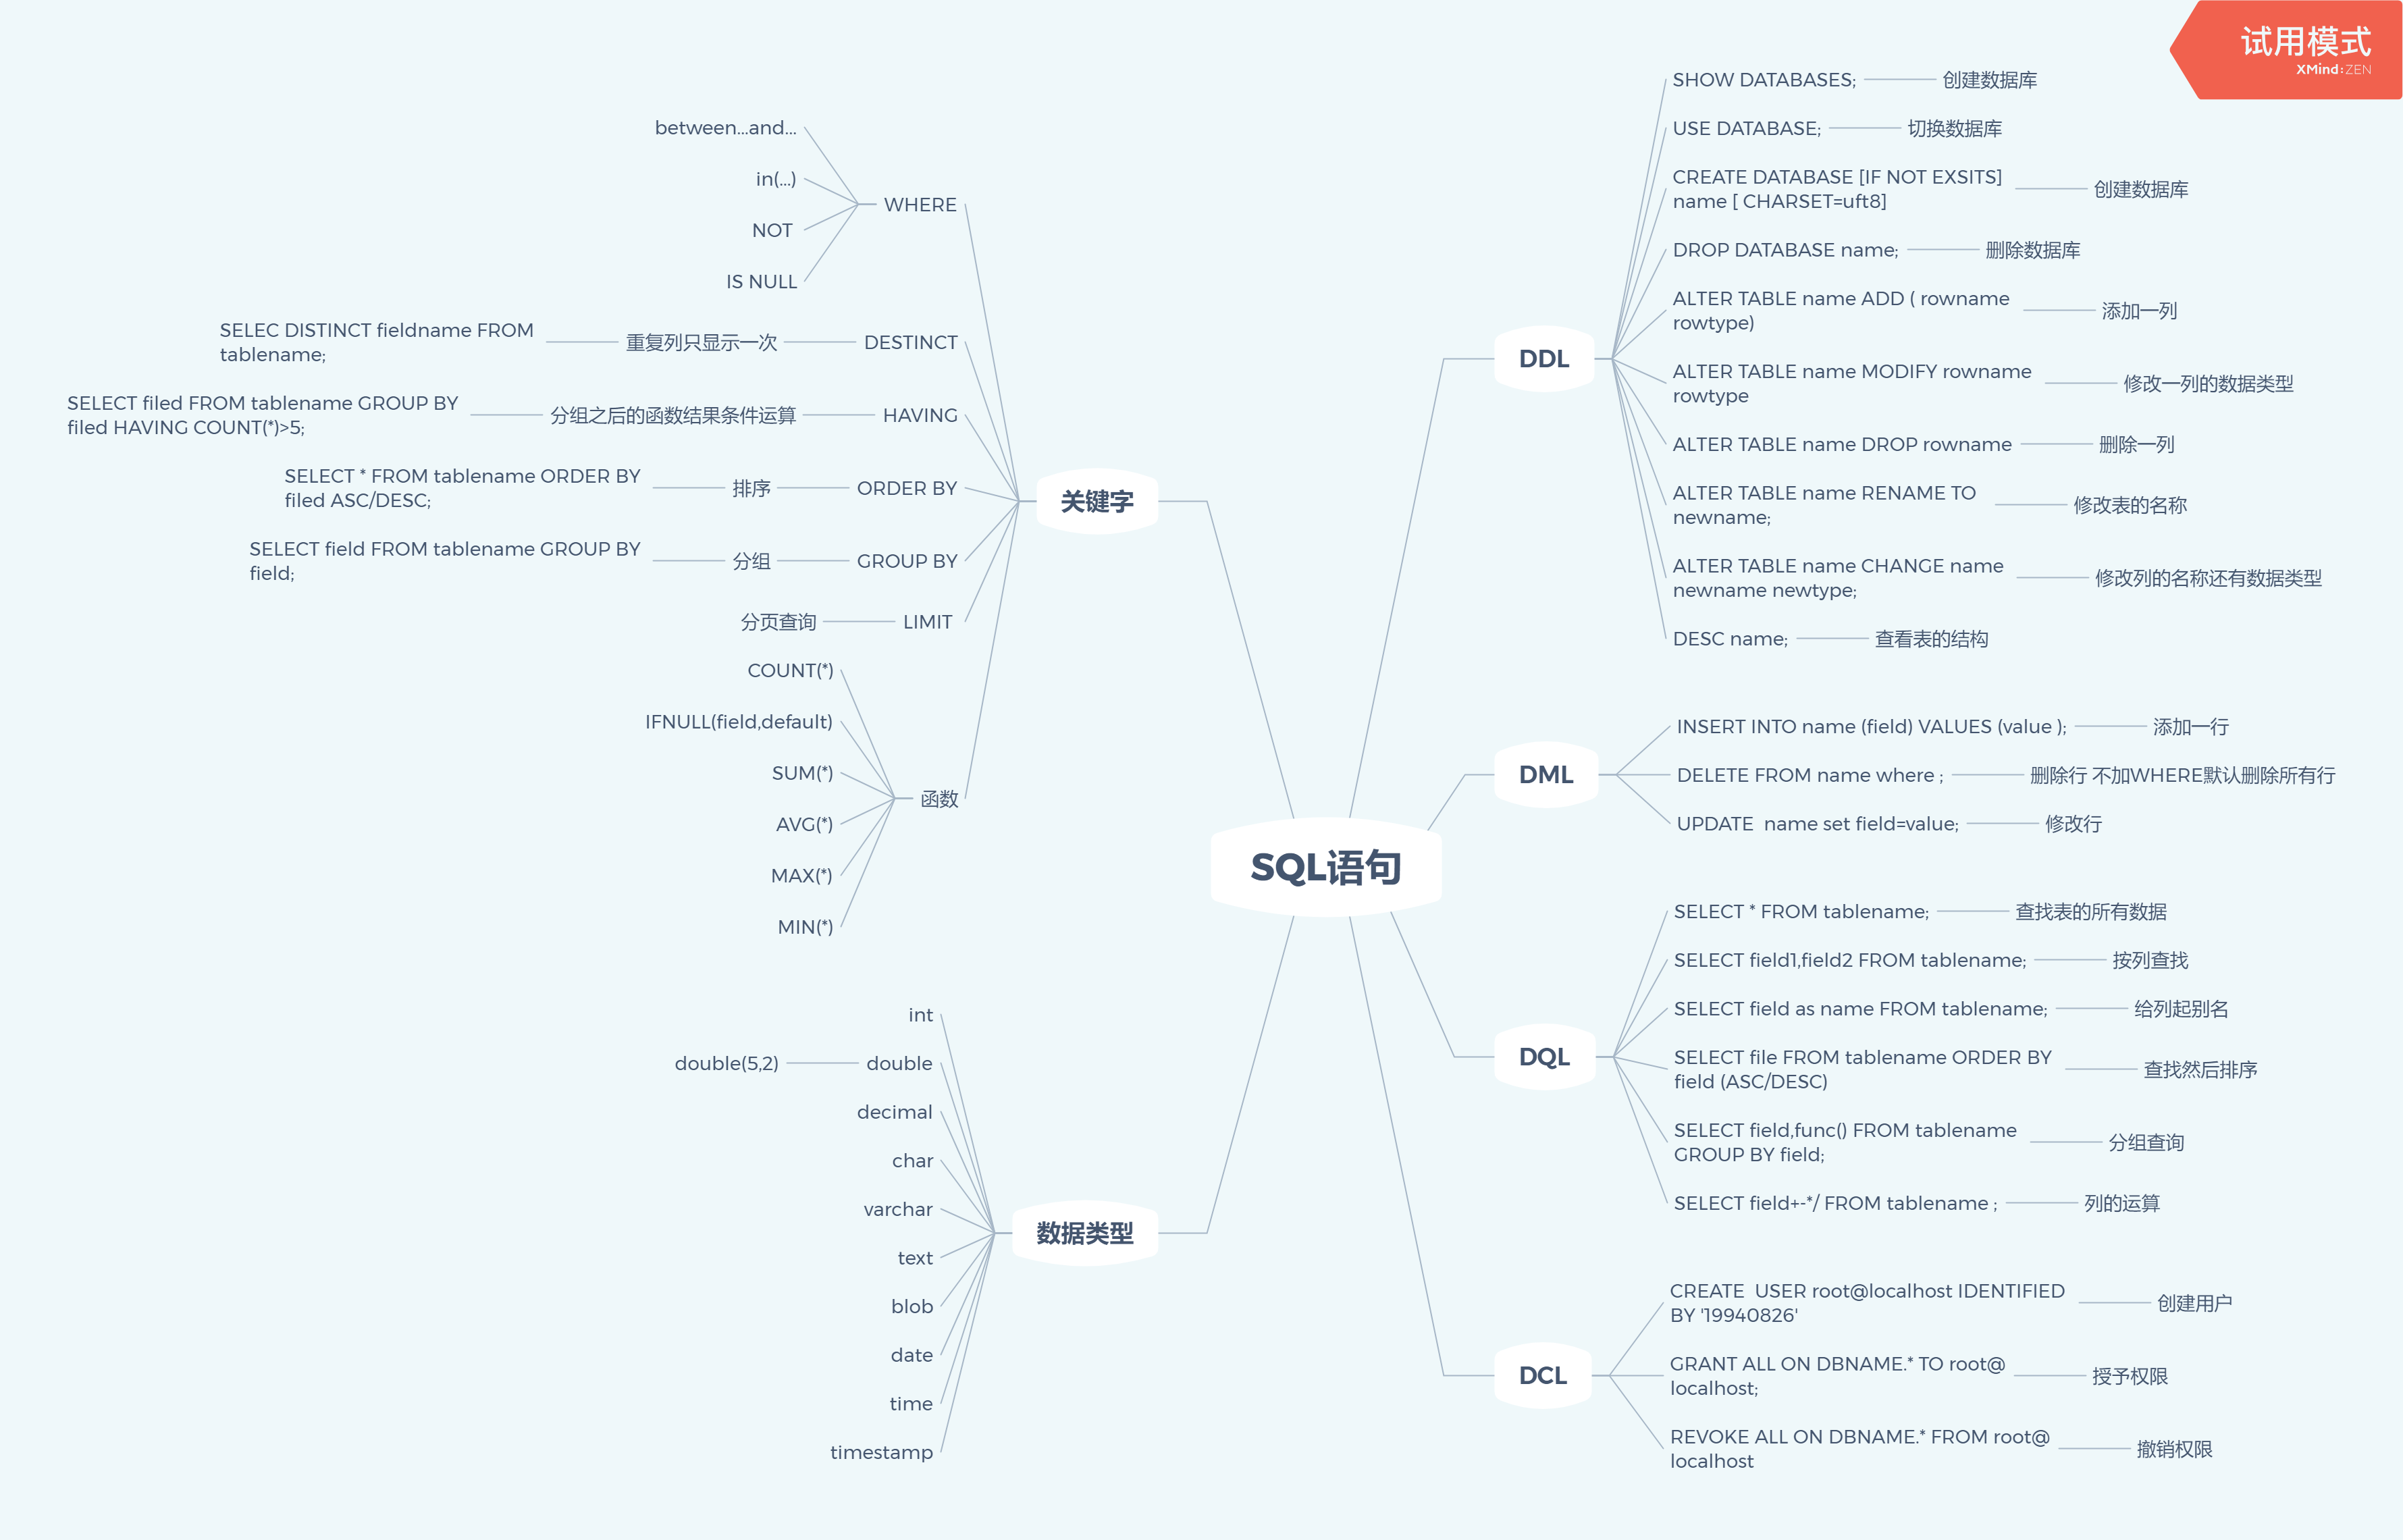 试用模式
XMind:ZEN
SQL语句
DDL
SHOW DATABASES;
创建数据库
USE DATABASE;
切换数据库
CREATE DATABASE [IF NOT EXSITS]
name [ CHARSET=uft8]
创建数据库
DROP DATABASE name;
删除数据库
ALTER TABLE name ADD ( rowname
rowtype)
添加一列
ALTER TABLE name MODIFY rowname
rowtype
修改一列的数据类型
ALTER TABLE name DROP rowname
删除一列
ALTER TABLE name RENAME TO
newname;
修改表的名称
ALTER TABLE name CHANGE name
newname newtype;
修改列的名称还有数据类型
DESC name;
查看表的结构
DML
INSERT INTO name (field) VALUES (value );
添加一行
DELETE FROM name where ;
删除行 不加WHERE默认删除所有行
UPDATE  name set field=value;
修改行
DQL
SELECT * FROM tablename;
查找表的所有数据
SELECT field1,field2 FROM tablename;
按列查找
SELECT field as name FROM tablename;
给列起别名
SELECT file FROM tablename ORDER BY
field (ASC/DESC)
查找然后排序
SELECT field,func() FROM tablename
GROUP BY field;
分组查询
SELECT field+-*/ FROM tablename ;
列的运算
DCL
CREATE  USER root@localhost IDENTIFIED
BY '19940826'
创建用户
GRANT ALL ON DBNAME.* TO root@
localhost;
授予权限
REVOKE ALL ON DBNAME.* FROM root@
localhost
撤销权限
关键字
WHERE
between...and...
in(...)
NOT
IS NULL
DESTINCT
重复列只显示一次
SELEC DISTINCT fieldname FROM
tablename;
HAVING
分组之后的函数结果条件运算
SELECT filed FROM tablename GROUP BY
filed HAVING COUNT(*)>5;
ORDER BY
排序
SELECT * FROM tablename ORDER BY
filed ASC/DESC;
GROUP BY
分组
SELECT field FROM tablename GROUP BY
field;
LIMIT
分页查询
函数
COUNT(*)
IFNULL(field,default)
SUM(*)
AVG(*)
MAX(*)
MIN(*)
数据类型
int
double
double(5,2)
decimal
char
varchar
text
blob
date
time
timestamp